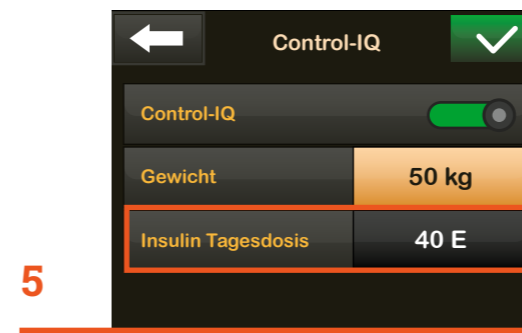 Control-IQ
Control-IQ
Gewicht 50 kg
Insulin Tagesdosis 40 E
5